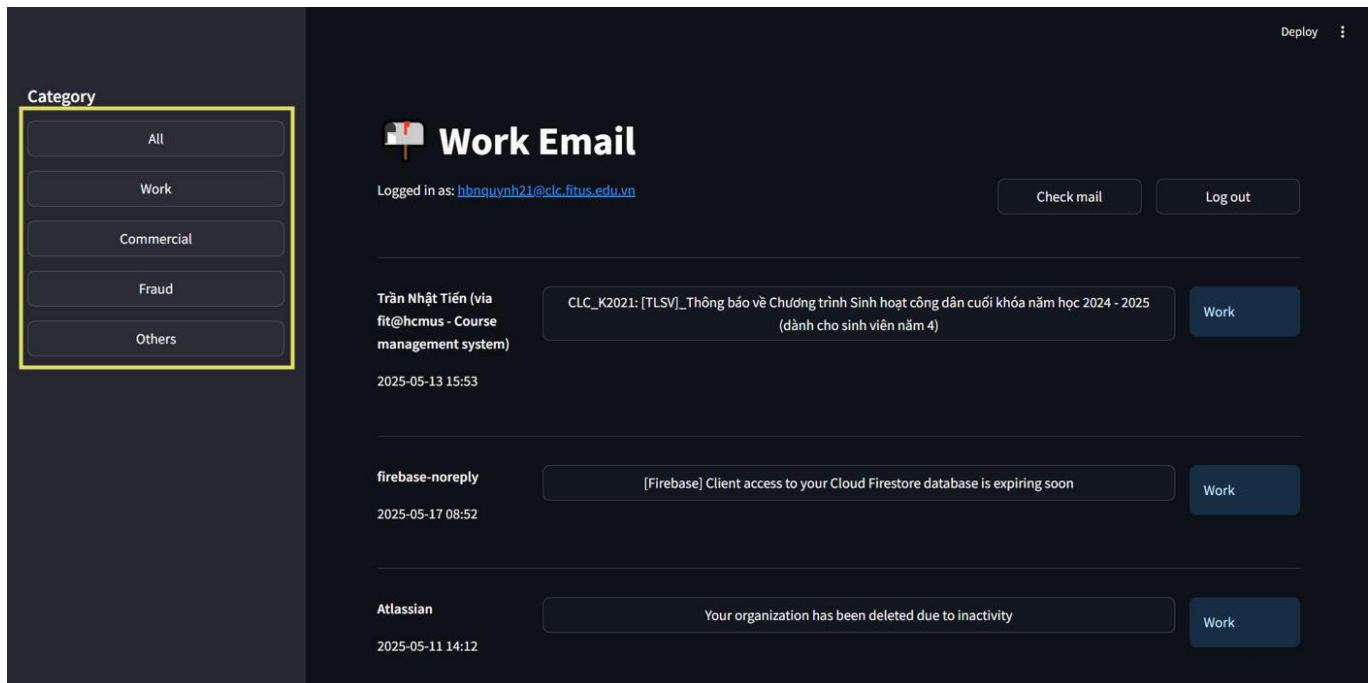 Deploy
Category
All
Work
Commercial
Fraud
Others
Work Email
Logged in as: hbnquynh21@clc.fitus.edu.vn
Check mail
Log out
Trần Nhật Tiến (via
fit@hcmus - Course
management system)
2025-05-13 15:53
CLC_K2021: [TLSV]_Thông báo về Chương trình Sinh hoạt công dân cuối khóa năm học 2024 - 2025
(dành cho sinh viên năm 4)
Work
firebase-noreply
2025-05-17 08:52
[Firebase] Client access to your Cloud Firestore database is expiring soon
Work
Atlassian
2025-05-11 14:12
Your organization has been deleted due to inactivity
Work